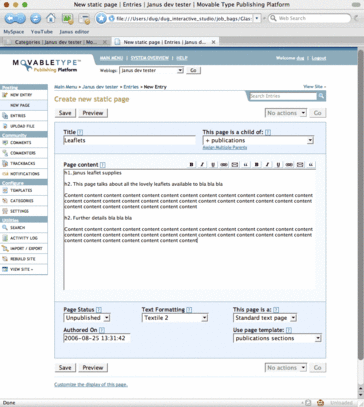 New static page | Entries | Janus dev tester | Movable Type Publishing Platform
file:///Users/dug/dug_interactive_studio/job_bags/Glas
Web Search
MySpace YouTube Janus editor
Categories | Janus dev tester | Mo...
New static page | Entries | Janus d...
MOVABLETYPE™
Publishing Platform
MAIN MENU | SYSTEM OVERVIEW | HELP
Welcome dug | Logout
Weblogs: Janus dev tester Go
Main Menu » Janus dev tester » Entries » New Entry
View Site »
Search Entries
Create new static page
Save Preview
No actions... Go
Posting
NEW ENTRY
NEW PAGE
ENTRIES
UPLOAD FILE
Community
COMMENTS
COMMENTERS
TRACKBACKS
NOTIFICATIONS
Configure
TEMPLATES
CATEGORIES
SETTINGS
Utilities
SEARCH
ACTIVITY LOG
IMPORT / EXPORT
REBUILD SITE
VIEW SITE »
Title [?]
Leaflets
This page is a child of: [?]
+ publications
Assign Multiple Parents
Page content [?]
B I U
B I U
h1. Janus leaflet supplies
h2. This page talks about all the lovely leaflets available to bla bla bla
Content content content content content content content content content content content
content content content content content content content content content content content
content content content content content content content
h2. Further details bla bla bla
Content content content content content content content content content content content
content content content content content content content content content content content
content content content content content content content
Page Status [?]
Unpublished
Text Formatting [?]
Textile 2
This page is a: [?]
Standard text page
Authored On [?]
2006-08-25 13:31:42
Use page template: [?]
publications sections
Save Preview
No actions... Go
Customize the display of this page.
Done